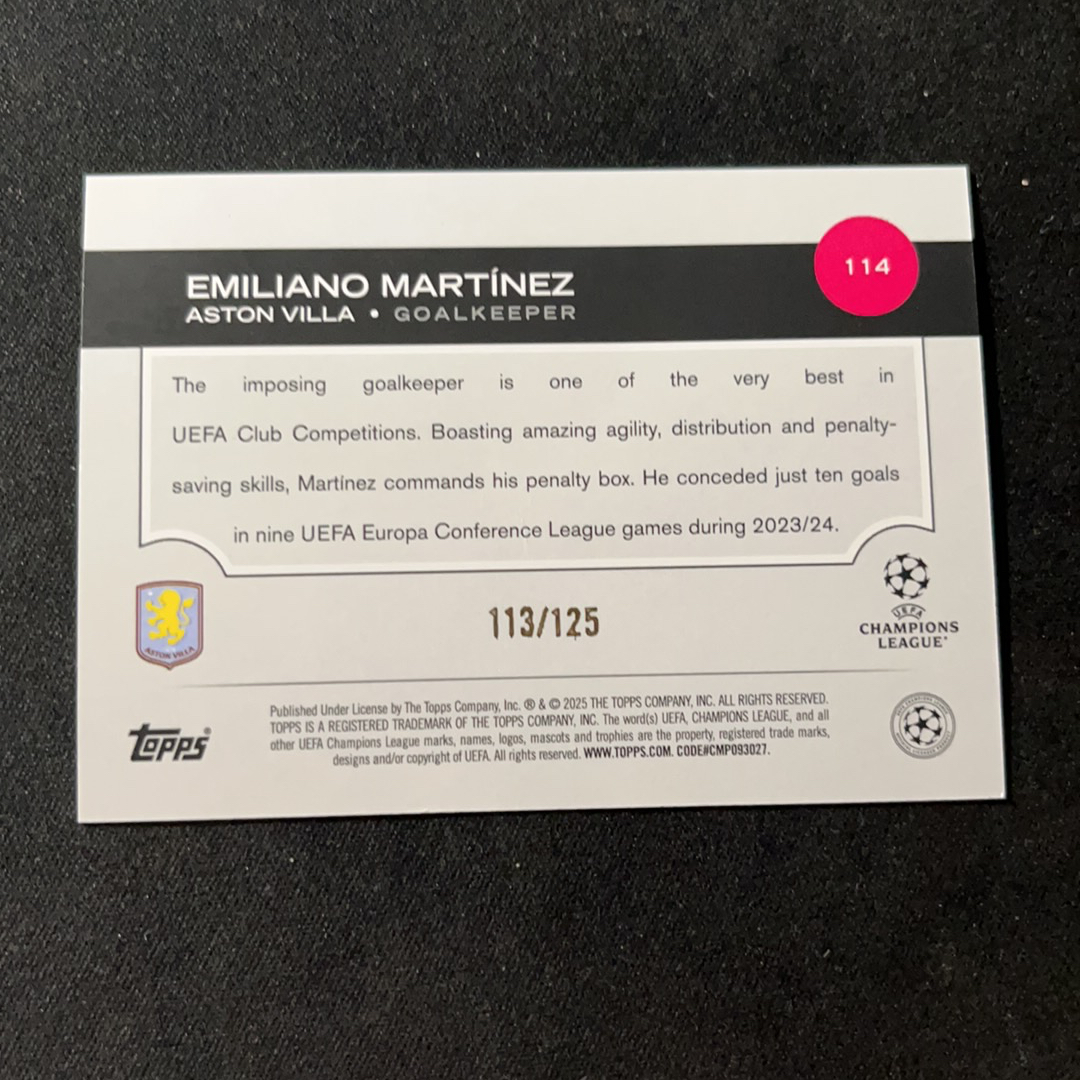 114
EMILIANO MARTÍNEZ
ASTON VILLA • GOALKEEPER
The imposing goalkeeper is one of the very best in
UEFA Club Competitions. Boasting amazing agility, distribution and penalty-
saving skills, Martínez commands his penalty box. He conceded just ten goals
in nine UEFA Europa Conference League games during 2023/24.
ASTON VILLA
113/125
UEFA
CHAMPIONS
LEAGUE®
topps®
Published Under License by The Topps Company, Inc. ® & © 2025 THE TOPPS COMPANY, INC. ALL RIGHTS RESERVED.
TOPPS IS A REGISTERED TRADEMARK OF THE TOPPS COMPANY, INC. The word(s) UEFA, CHAMPIONS LEAGUE, and all
other UEFA Champions League marks, names, logos, mascots and trophies are the property, registered trade marks,
designs and/or copyright of UEFA. All rights reserved. WWW.TOPPS.COM. CODE#CMP093027.